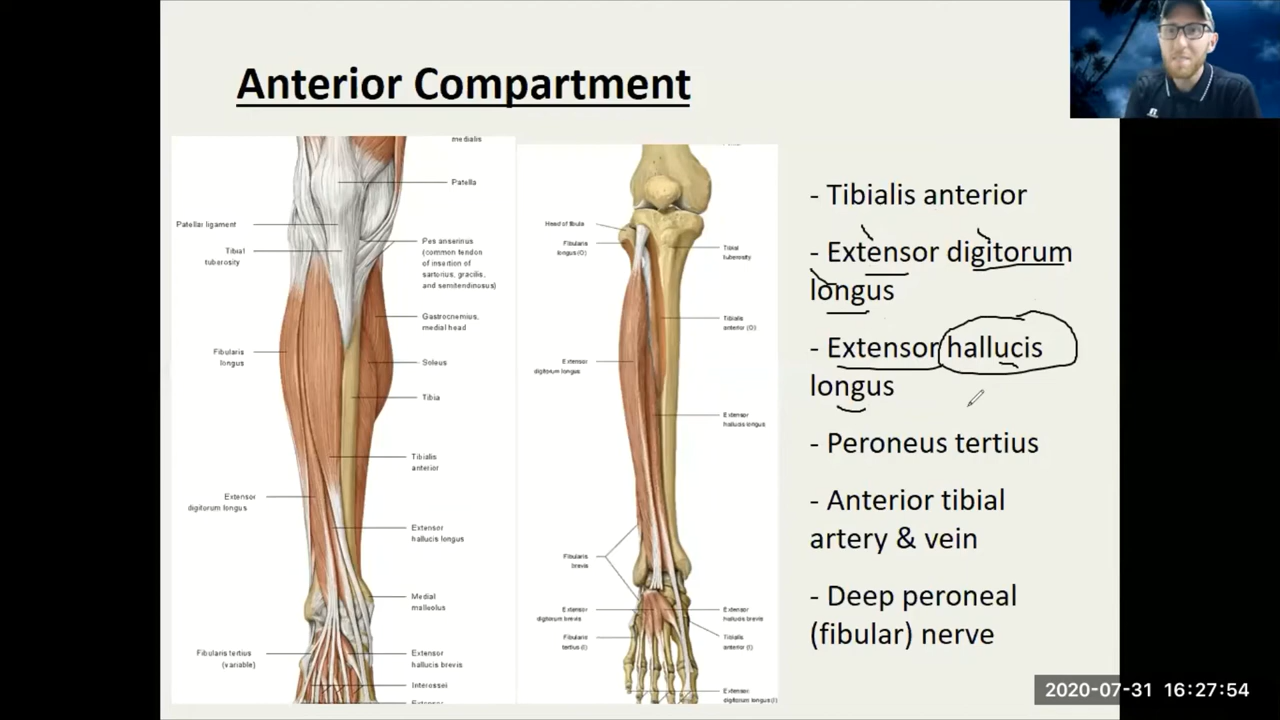 Anterior Compartment
medialis
Patella
Patellar ligament
Tibial
tuberosity
Pes anserinus
(common tendon
of insertion of
sartorius, gracilis,
and semitendinosus)
Gastrocnemius,
medial head
Fibularis
longus
Soleus
Tibia
Tibialis
anterior
Extensor
digitorum longus
Extensor
hallucis longus
Medial
malleolus
Fibularis tertius
(variable)
Extensor
hallucis brevis
Interossei
Head of fibula
Fibularis
longus (O)
Tibial
tuberosity
Tibialis
anterior (O)
Extensor
digitorum longus
Extensor
hallucis longus
Fibularis
brevis
Extensor
digitorum brevis
Extensor
hallucis brevis
Fibularis
tertius (I)
Tibialis
anterior (I)
Extensor
digitorum longus (I)
- Tibialis anterior
- Extensor digitorum
longus
- Extensor hallucis
longus
- Peroneus tertius
- Anterior tibial
artery & vein
- Deep peroneal
(fibular) nerve
2020-07-31 16:27:54